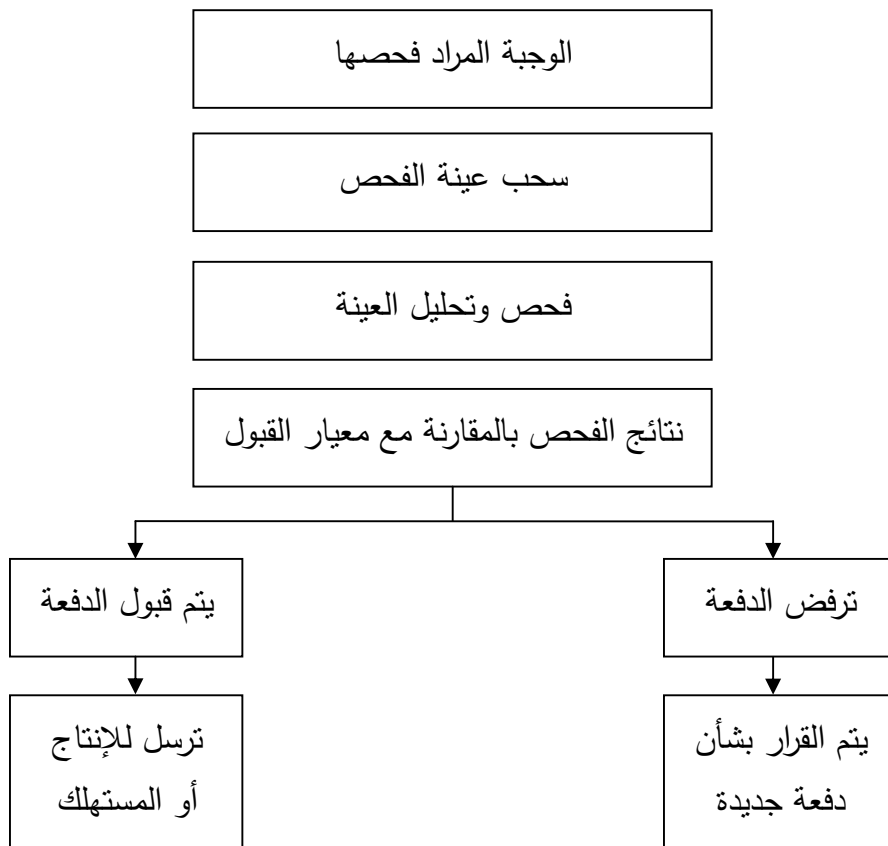 الوجبة المراد فحصها
سحب عينة الفحص
فحص وتحليل العينة
نتائج الفحص بالمقارنة مع معيار القبول
ترفض الدفعة
يتم قبول الدفعة
يتم القرار بشأن
دفعة جديدة
ترسل للإنتاج
أو المستهلك